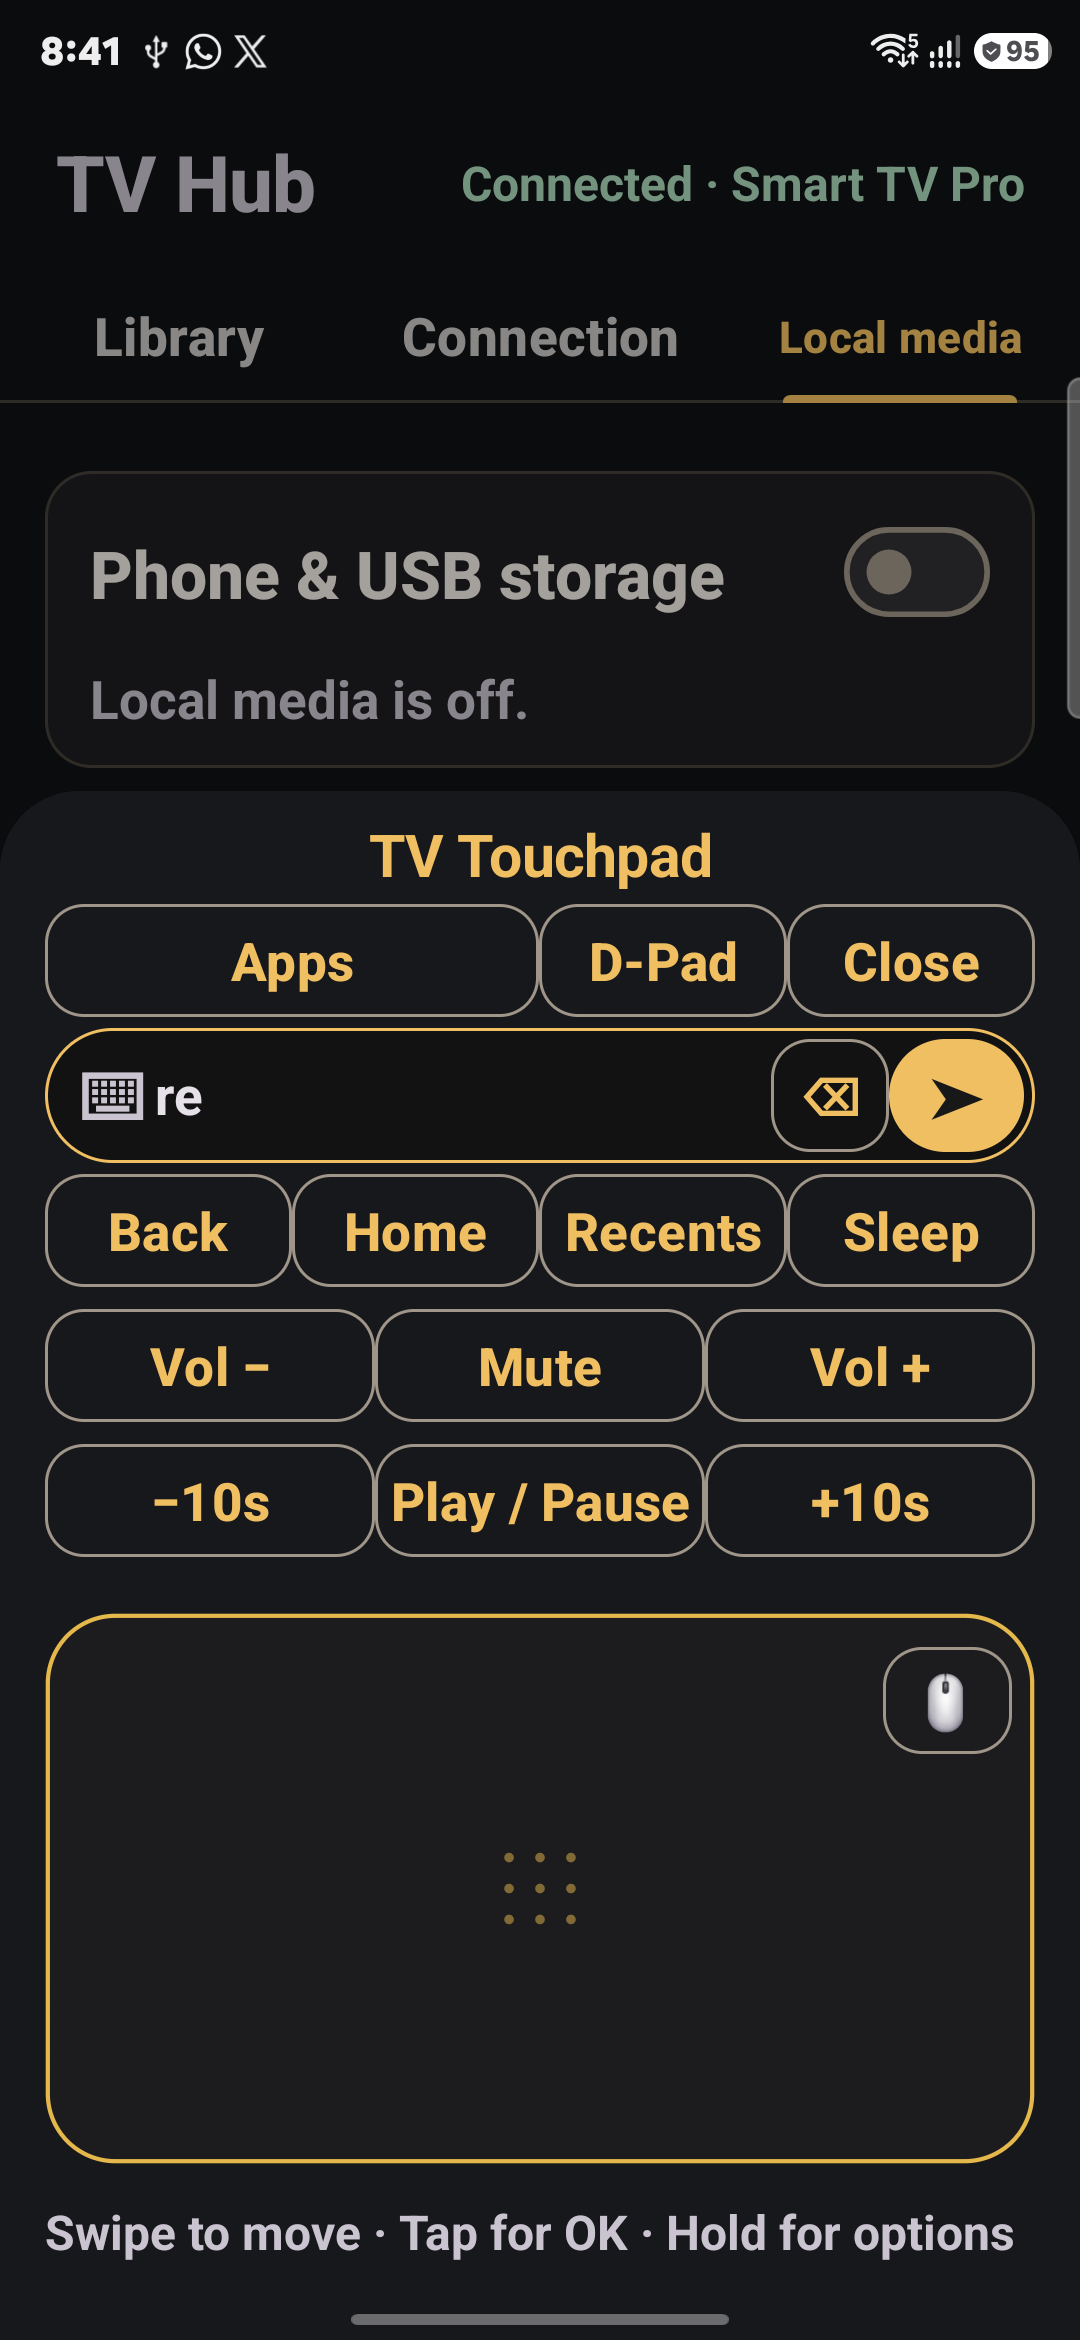 8:41
5
95
TV Hub
Connected · Smart TV Pro
Library Connection Local media
Phone & USB storage
Local media is off.
TV Touchpad
Apps D-Pad Close
re
Back Home Recents Sleep
Vol − Mute Vol +
−10s Play / Pause +10s
Swipe to move · Tap for OK · Hold for options